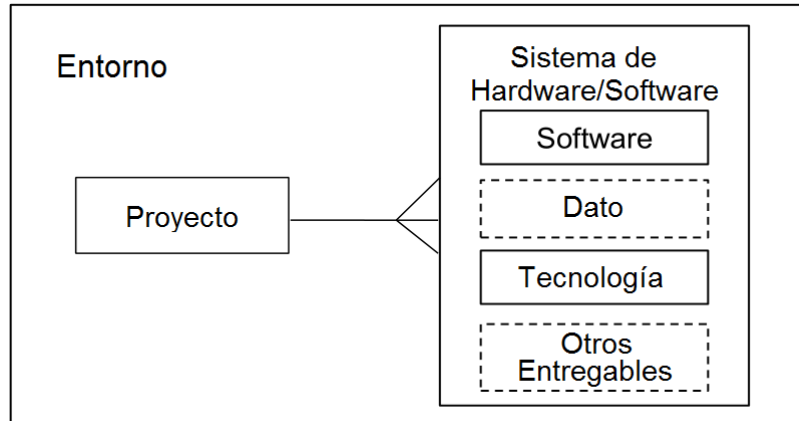 Entorno
Proyecto
Sistema de
Hardware/Software
Software
Dato
Tecnología
Otros
Entregables